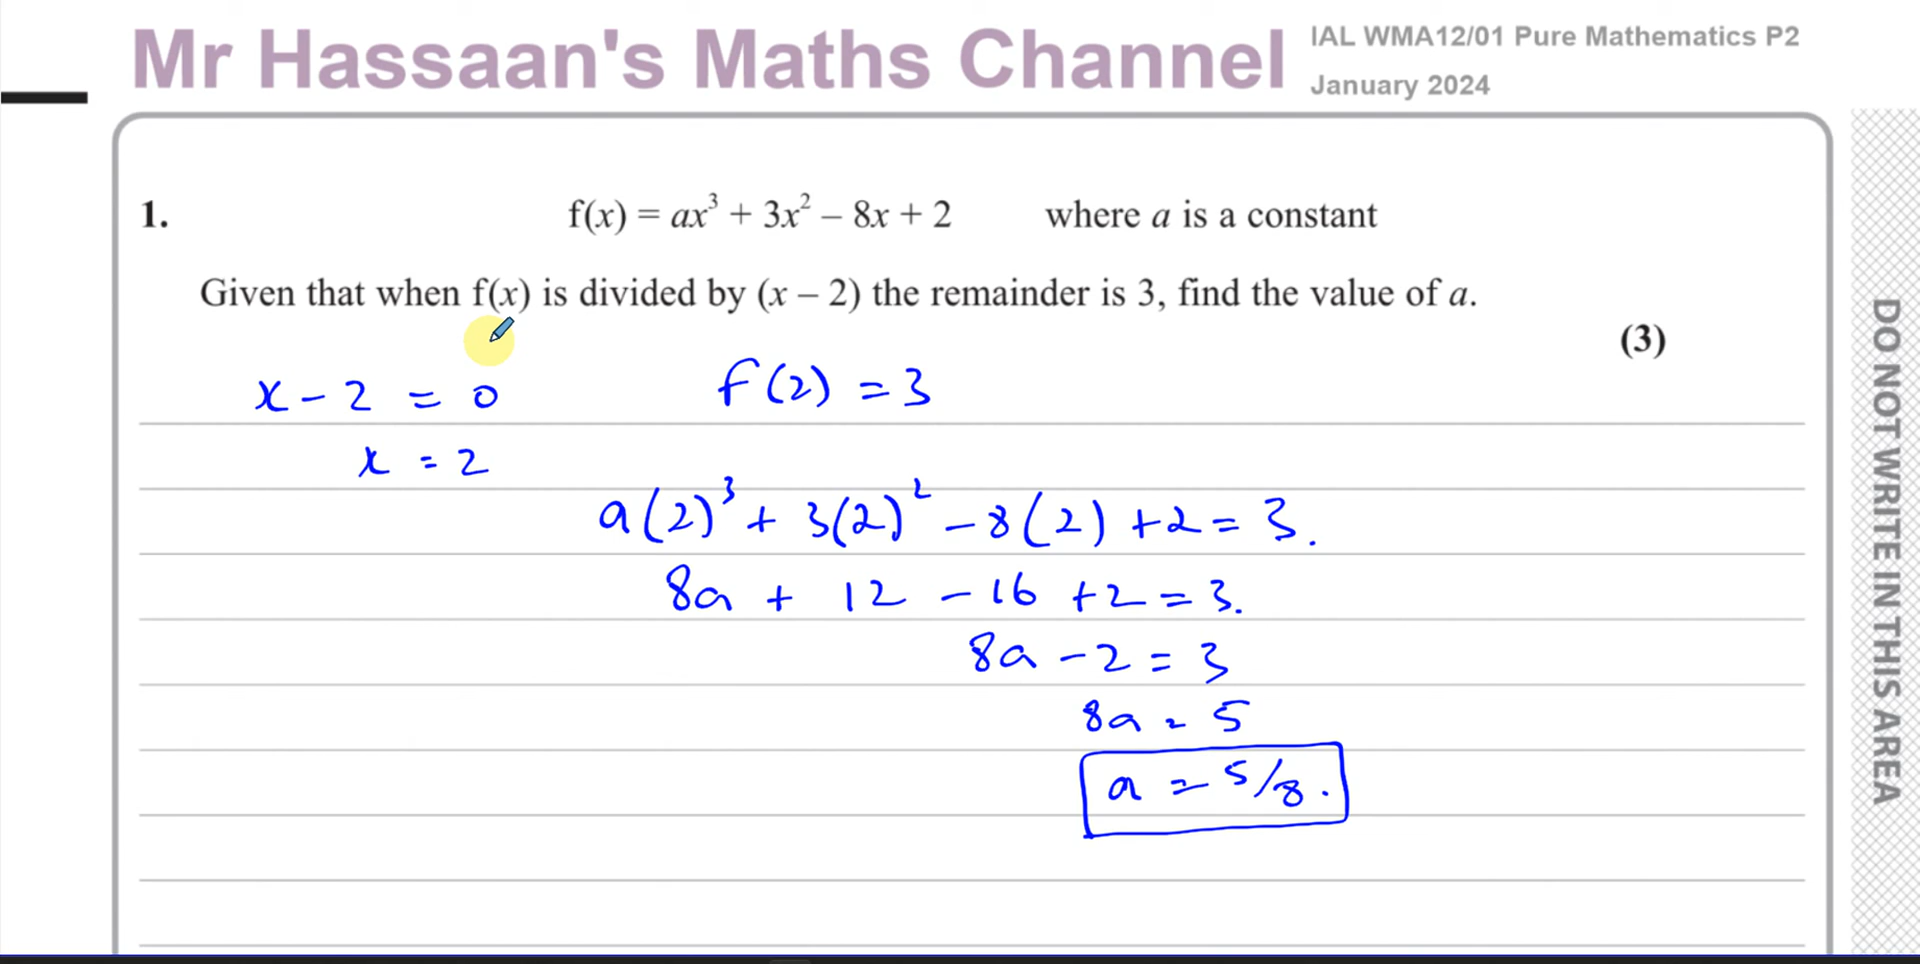 Mr Hassaan's Maths Channel
IAL WMA12/01 Pure Mathematics P2
January 2024
1. f(x) = ax³ + 3x² – 8x + 2 where a is a constant
Given that when f(x) is divided by (x – 2) the remainder is 3, find the value of a.
(3)
x - 2 = 0
x = 2
f(2) = 3
a(2)³ + 3(2)² - 8(2) + 2 = 3.
8a + 12 - 16 + 2 = 3.
8a - 2 = 3
8a = 5
a = 5/8.
DO NOT WRITE IN THIS AREA